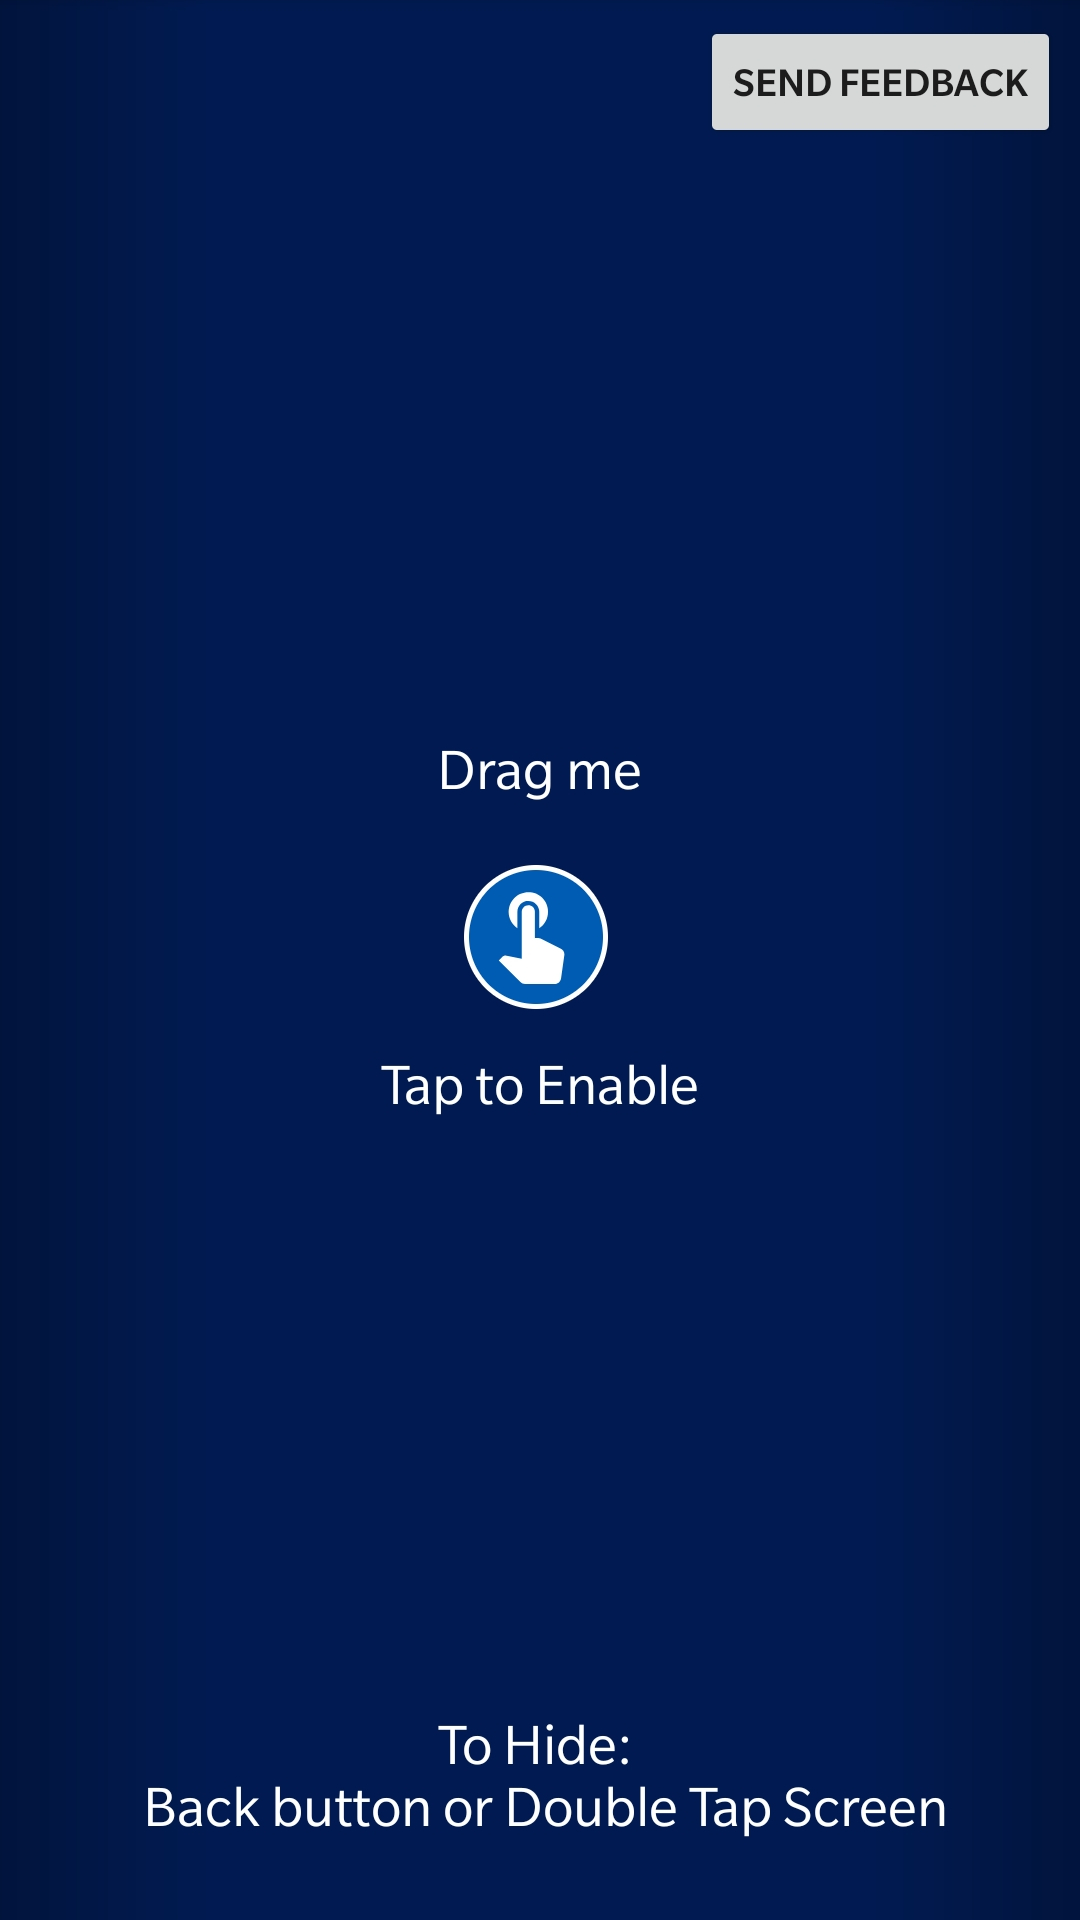 SEND FEEDBACK
Drag me
Tap to Enable
To Hide:
Back button or Double Tap Screen